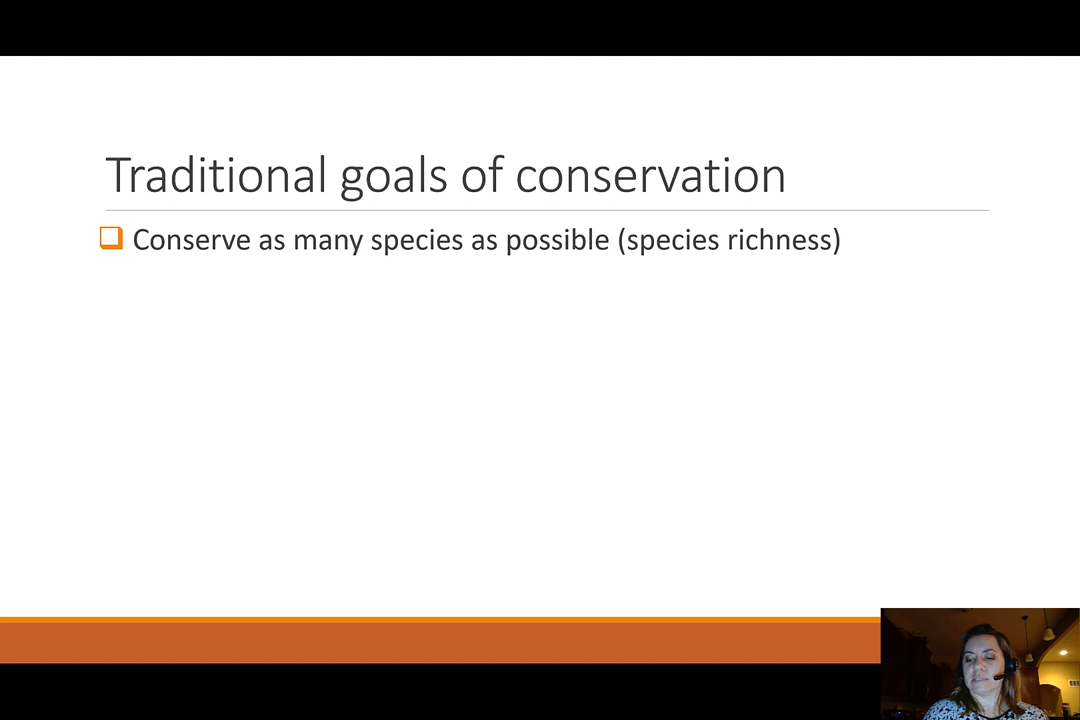 Traditional goals of conservation
Conserve as many species as possible (species richness)